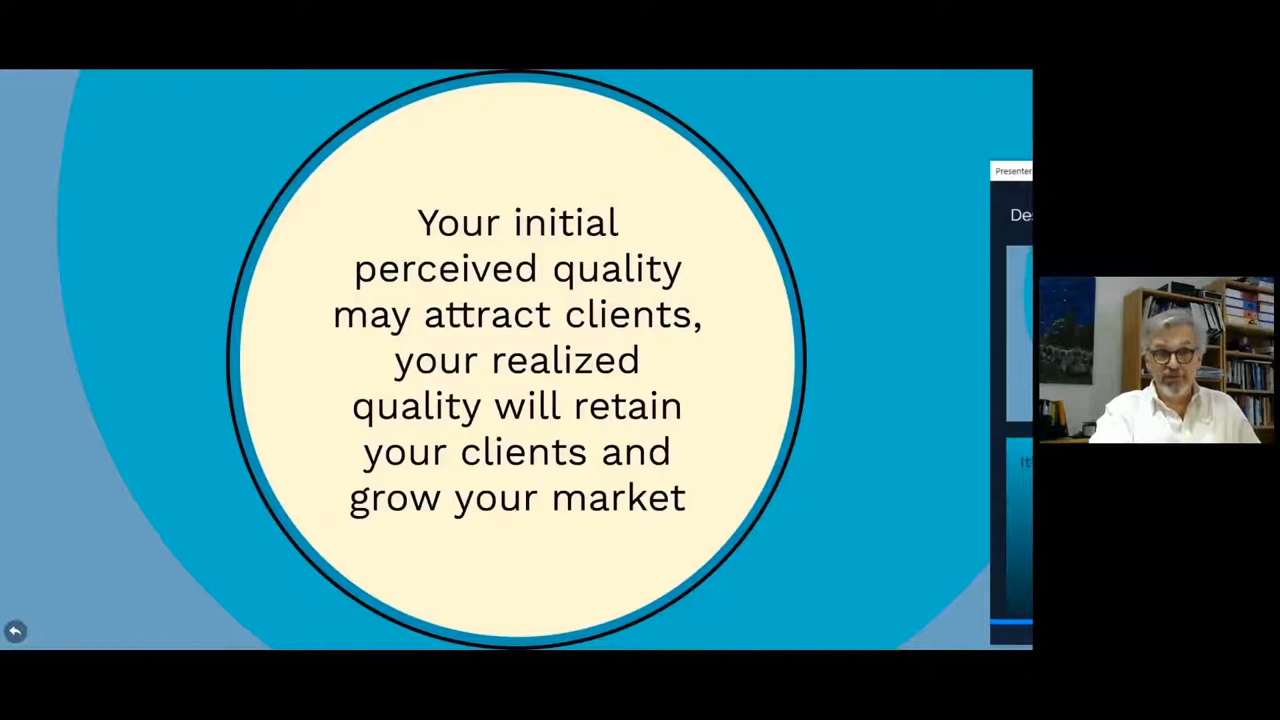 Your initial
perceived quality
may attract clients,
your realized
quality will retain
your clients and
grow your market
Presenter